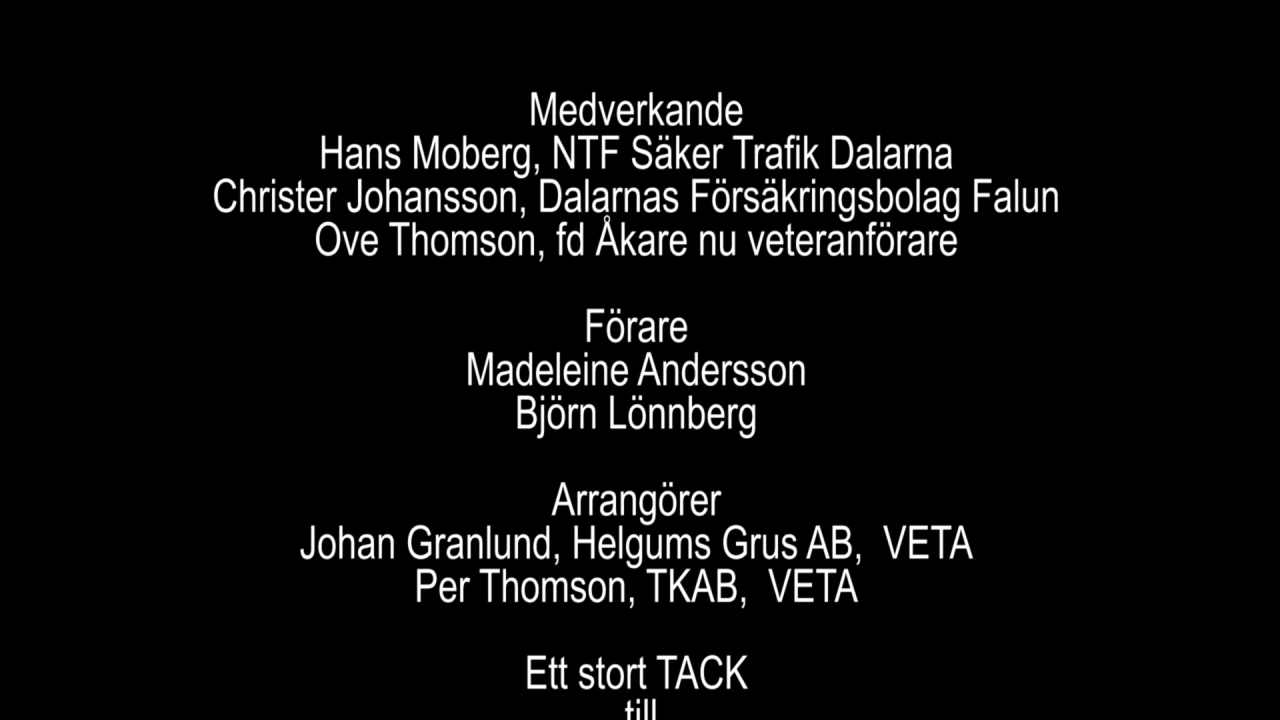 Medverkande
Hans Moberg, NTF Säker Trafik Dalarna
Christer Johansson, Dalarnas Försäkringsbolag Falun
Ove Thomson, fd Åkare nu veteranförare
Förare
Madeleine Andersson
Björn Lönnberg
Arrangörer
Johan Granlund, Helgums Grus AB,  VETA
Per Thomson, TKAB,  VETA
Ett stort TACK
till